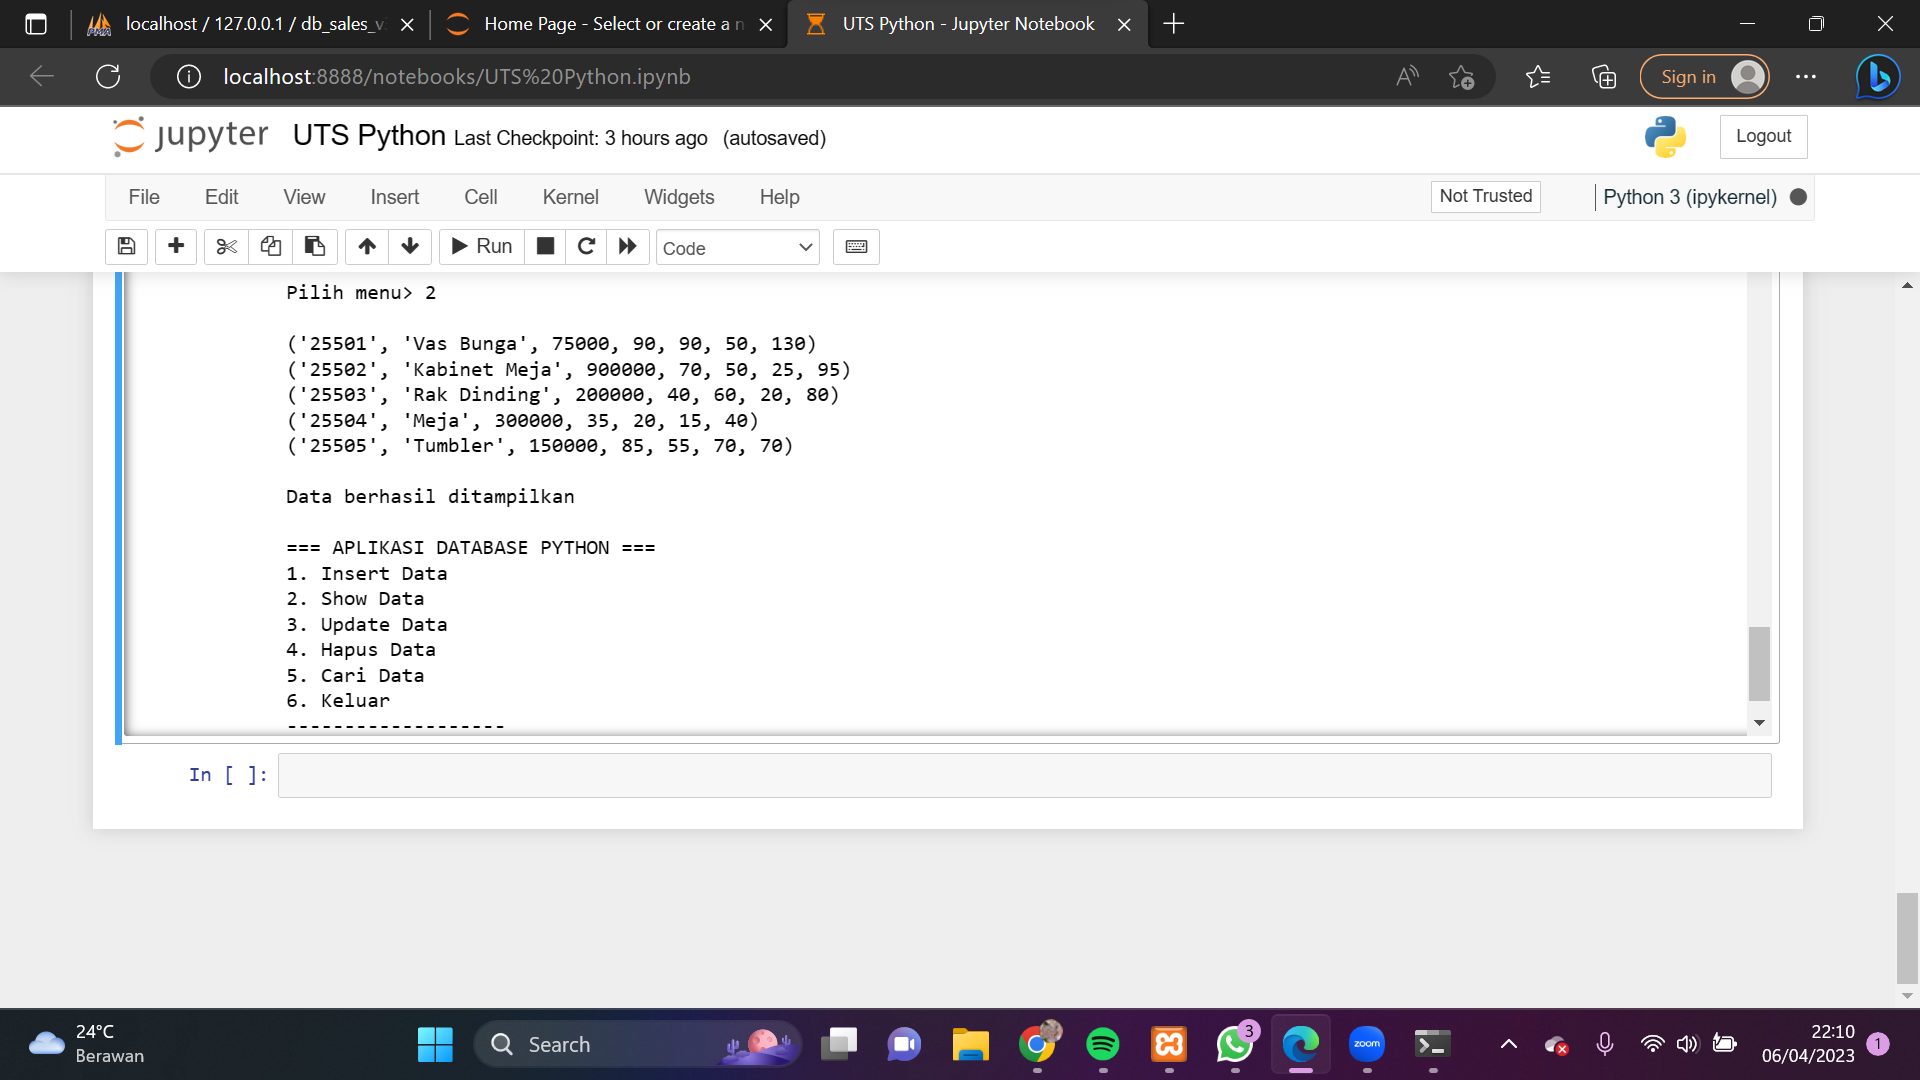 localhost / 127.0.0.1 / db_sales_v
Home Page - Select or create a n
UTS Python - Jupyter Notebook
localhost:8888/notebooks/UTS%20Python.ipynb
Sign in
jupyter UTS Python Last Checkpoint: 3 hours ago (autosaved)
Logout
File Edit View Insert Cell Kernel Widgets Help
Not Trusted
Python 3 (ipykernel)
Run
Code
Pilih menu> 2
('25501', 'Vas Bunga', 75000, 90, 90, 50, 130)
('25502', 'Kabinet Meja', 900000, 70, 50, 25, 95)
('25503', 'Rak Dinding', 200000, 40, 60, 20, 80)
('25504', 'Meja', 300000, 35, 20, 15, 40)
('25505', 'Tumbler', 150000, 85, 55, 70, 70)
Data berhasil ditampilkan
=== APLIKASI DATABASE PYTHON ===
1. Insert Data
2. Show Data
3. Update Data
4. Hapus Data
5. Cari Data
6. Keluar
-------------------
In [ ]:
24°C
Berawan
Search
zoom
3
22:10
06/04/2023
1